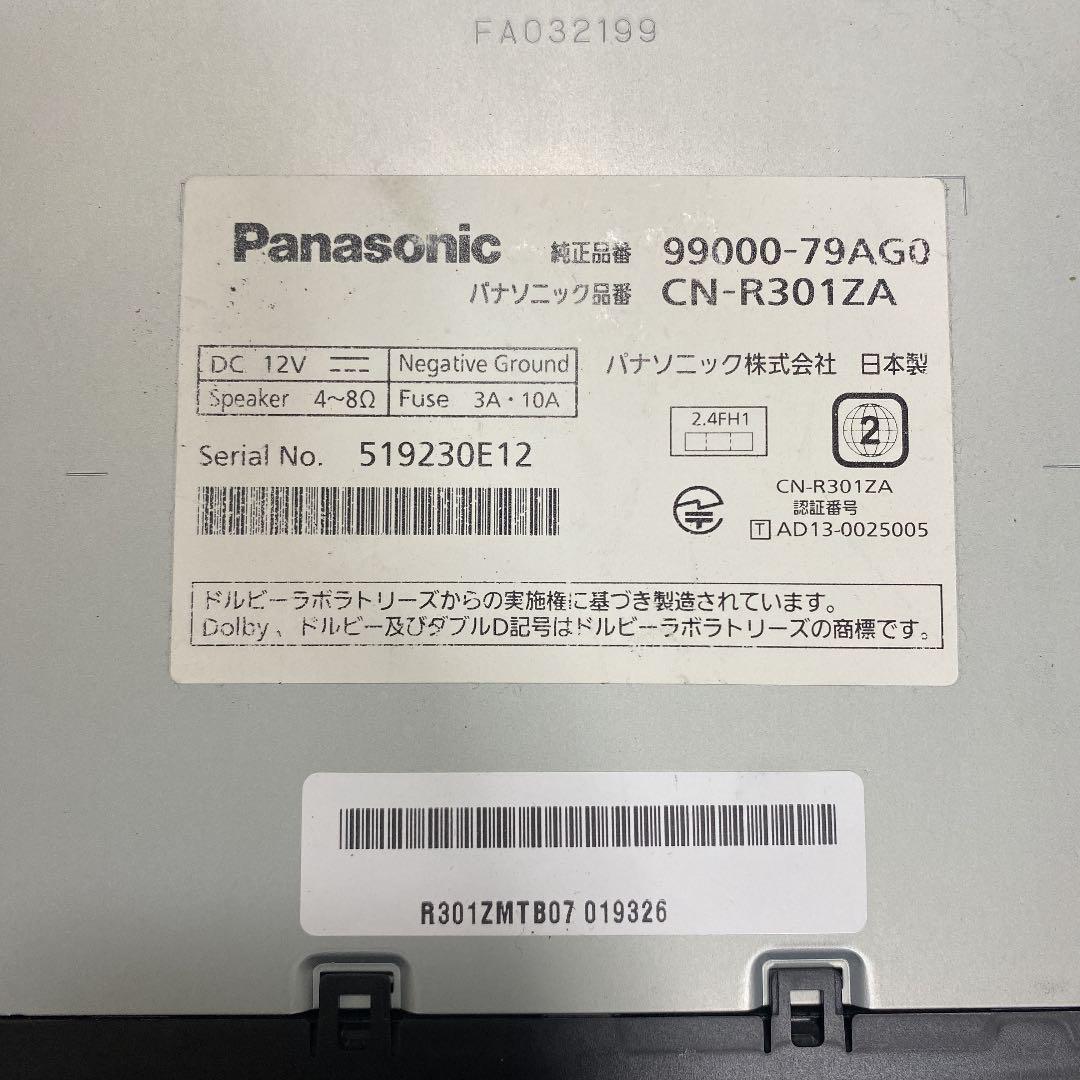 FA032199
Panasonic 純正品番 99000-79AG0
パナソニック品番 CN-R301ZA
DC 12V Negative Ground
Speaker 4~8Ω Fuse 3A・10A
パナソニック株式会社 日本製
2.4FH1
2
Serial No. 519230E12
CN-R301ZA
認証番号
T AD13-0025005
ドルビーラボラトリーズからの実施権に基づき製造されています。
Dolby、ドルビー及びダブルD記号はドルビーラボラトリーズの商標です。
R301ZMTB07 019326